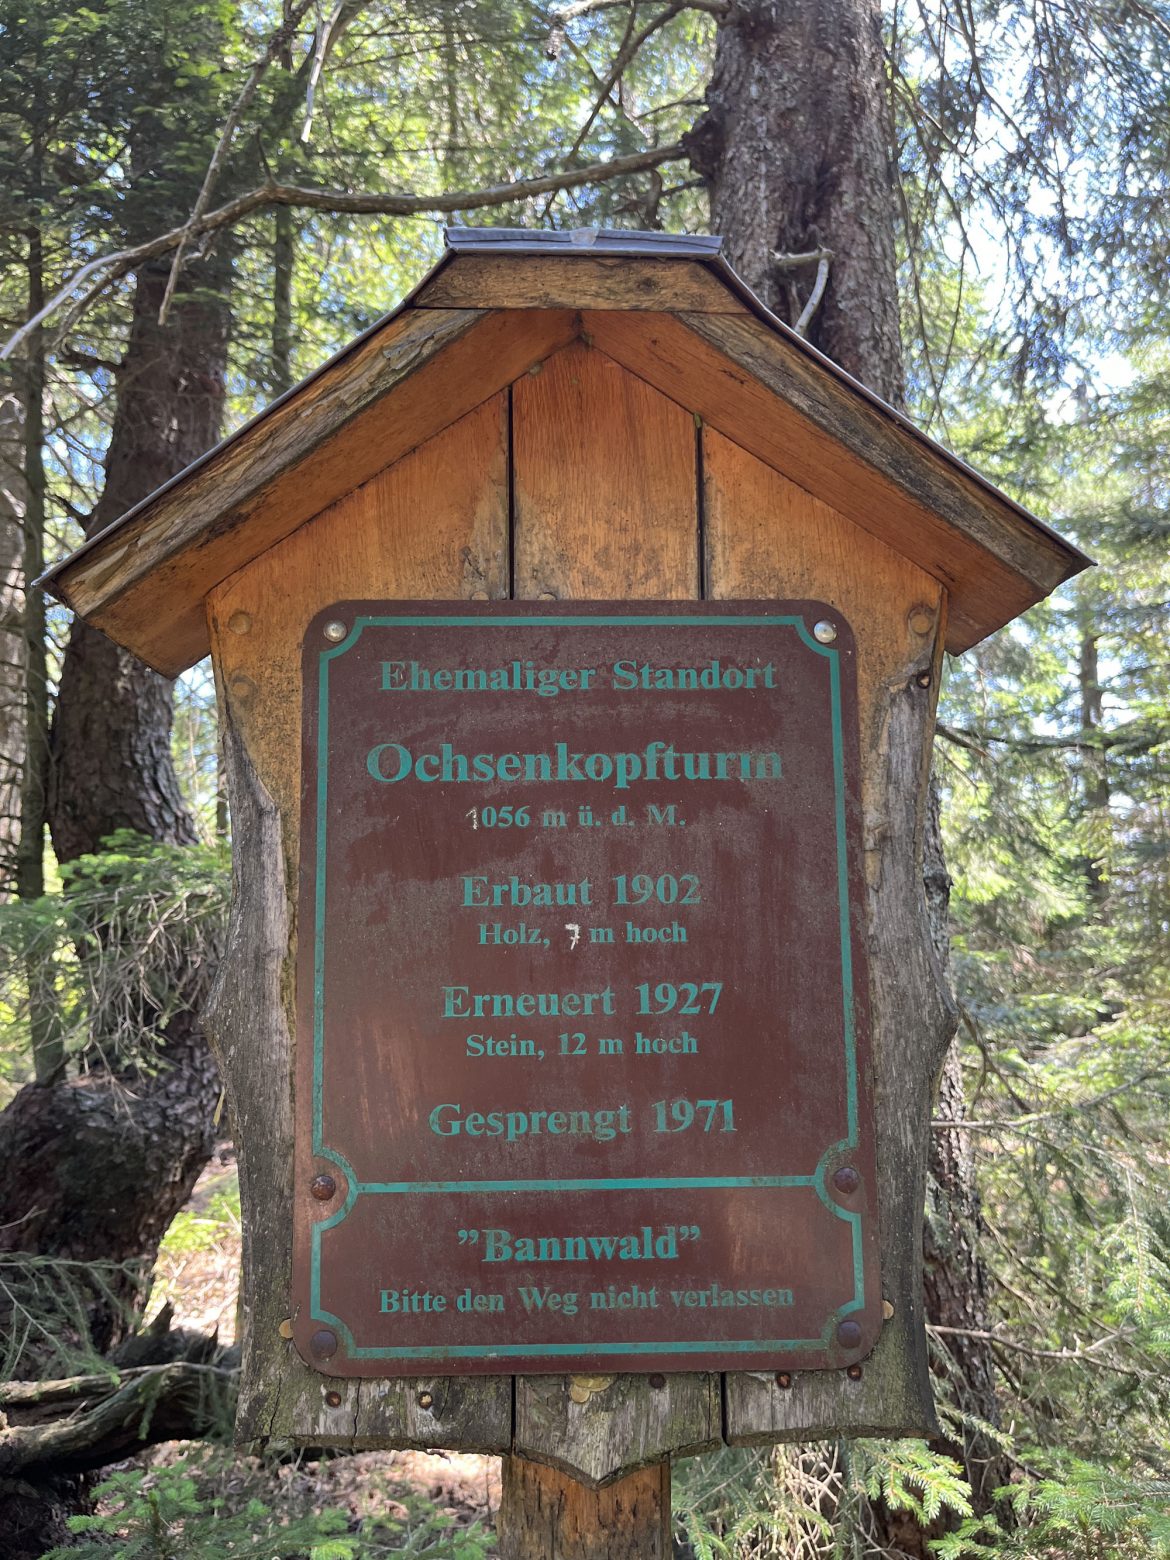 Ehemaliger Standort
Ochsenkopfturm
1056 m ü. d. M.
Erbaut 1902
Holz, 7 m hoch
Erneuert 1927
Stein, 12 m hoch
Gesprengt 1971
”Bannwald”
Bitte den Weg nicht verlassen